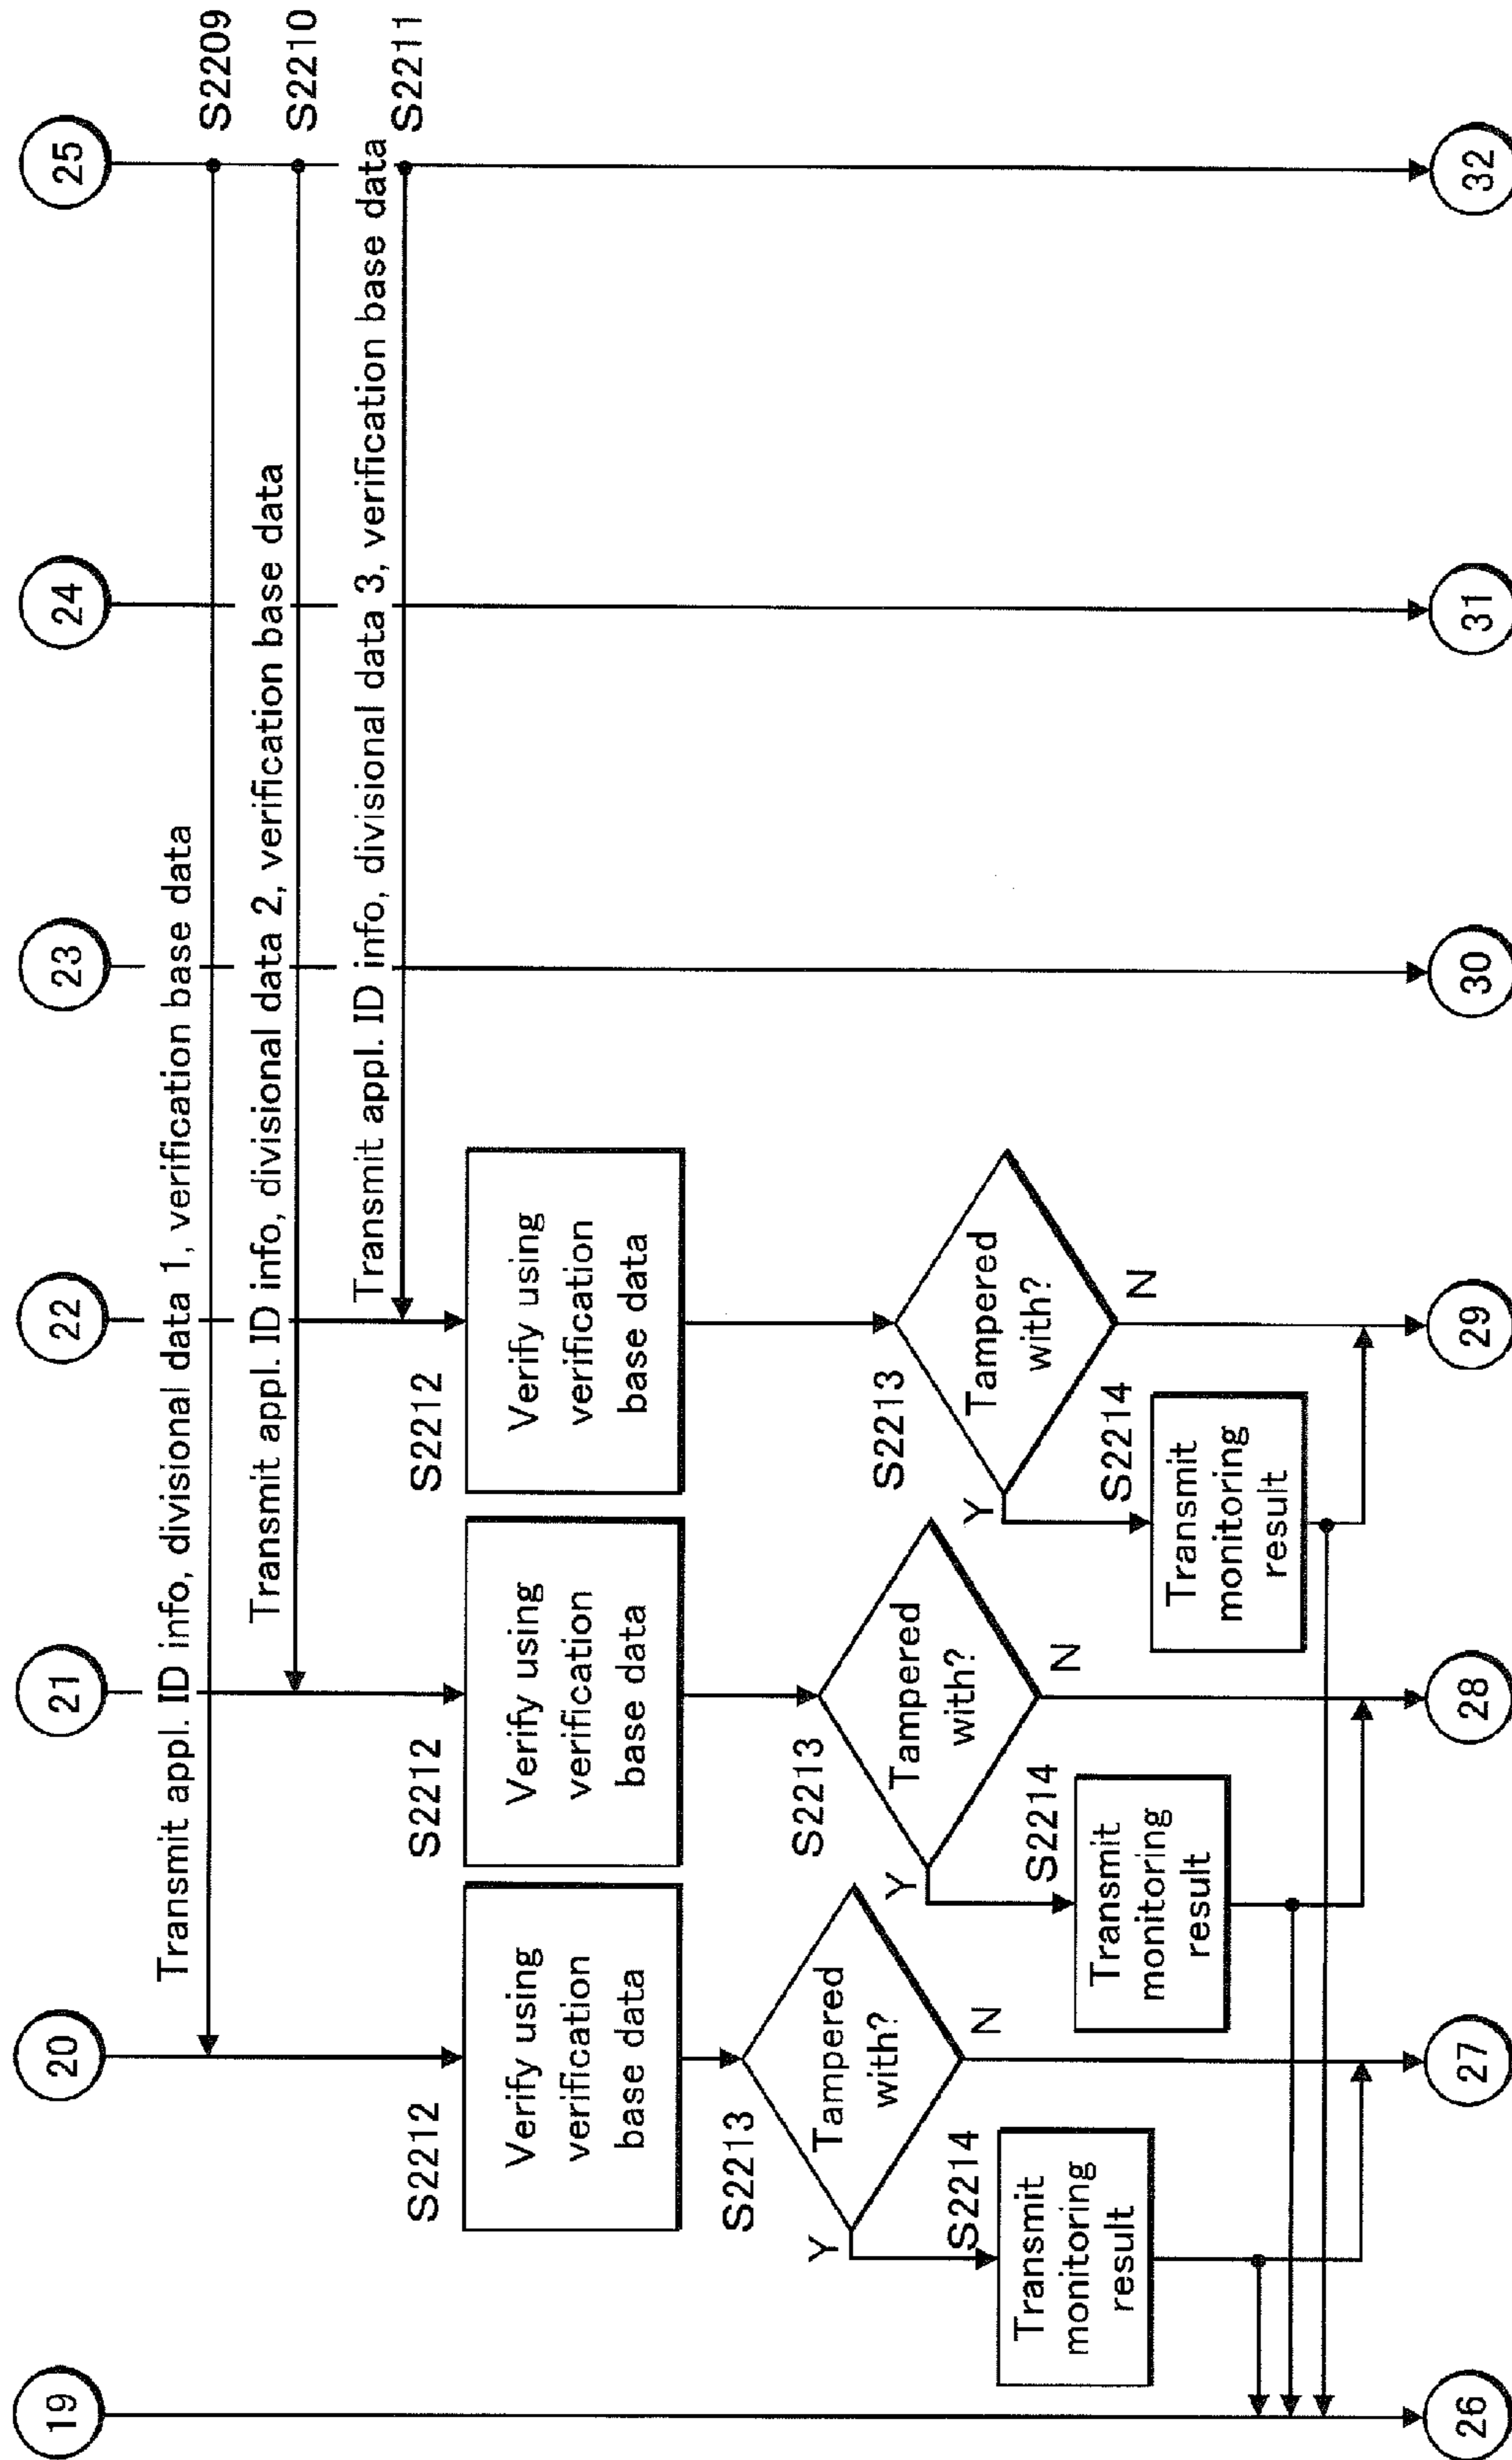 19
20
21
22
23
24
25
Transmit appl. ID info, divisional data 1, verification base data
S2209
Transmit appl. ID info, divisional data 2, verification base data
S2210
Transmit appl. ID info, divisional data 3, verification base data
S2211
S2212
Verify using
verification
base data
S2212
Verify using
verification
base data
S2212
Verify using
verification
base data
S2213
Tampered
with?
Y
N
S2213
Tampered
with?
Y
N
S2213
Tampered
with?
Y
N
S2214
Transmit
monitoring
result
S2214
Transmit
monitoring
result
S2214
Transmit
monitoring
result
26
27
28
29
30
31
32